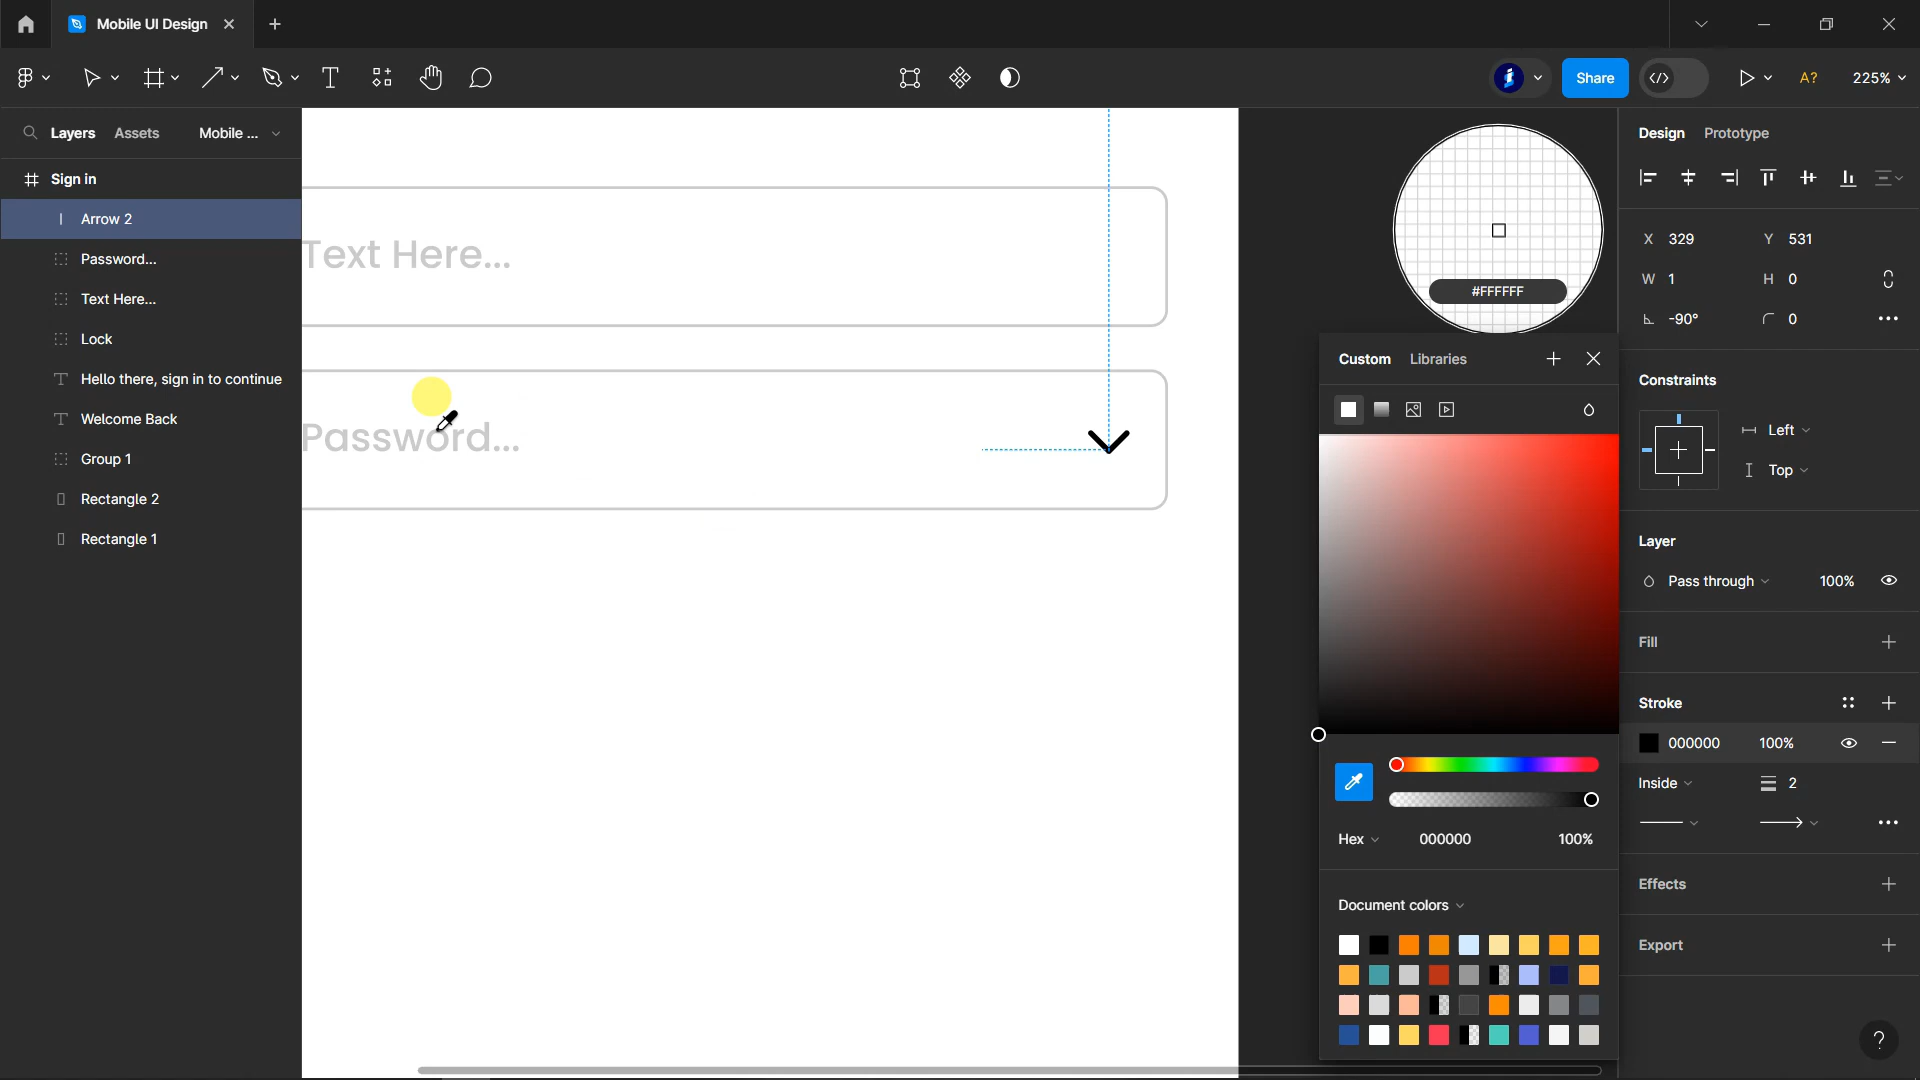 Mobile UI Design
Share
A?
225%
Layers
Assets
Mobile ...
Design
Prototype
Sign in
Arrow 2
Password...
Text Here...
Lock
Hello there, sign in to continue
Welcome Back
Group 1
Rectangle 2
Rectangle 1
Text Here...
Password...
#FFFFFF
Custom
Libraries
Hex
000000
100%
Document colors
X
329
Y
531
W
1
H
0
-90°
0
Constraints
Left
Top
Layer
Pass through
100%
Fill
Stroke
000000
100%
Inside
2
Effects
Export
?